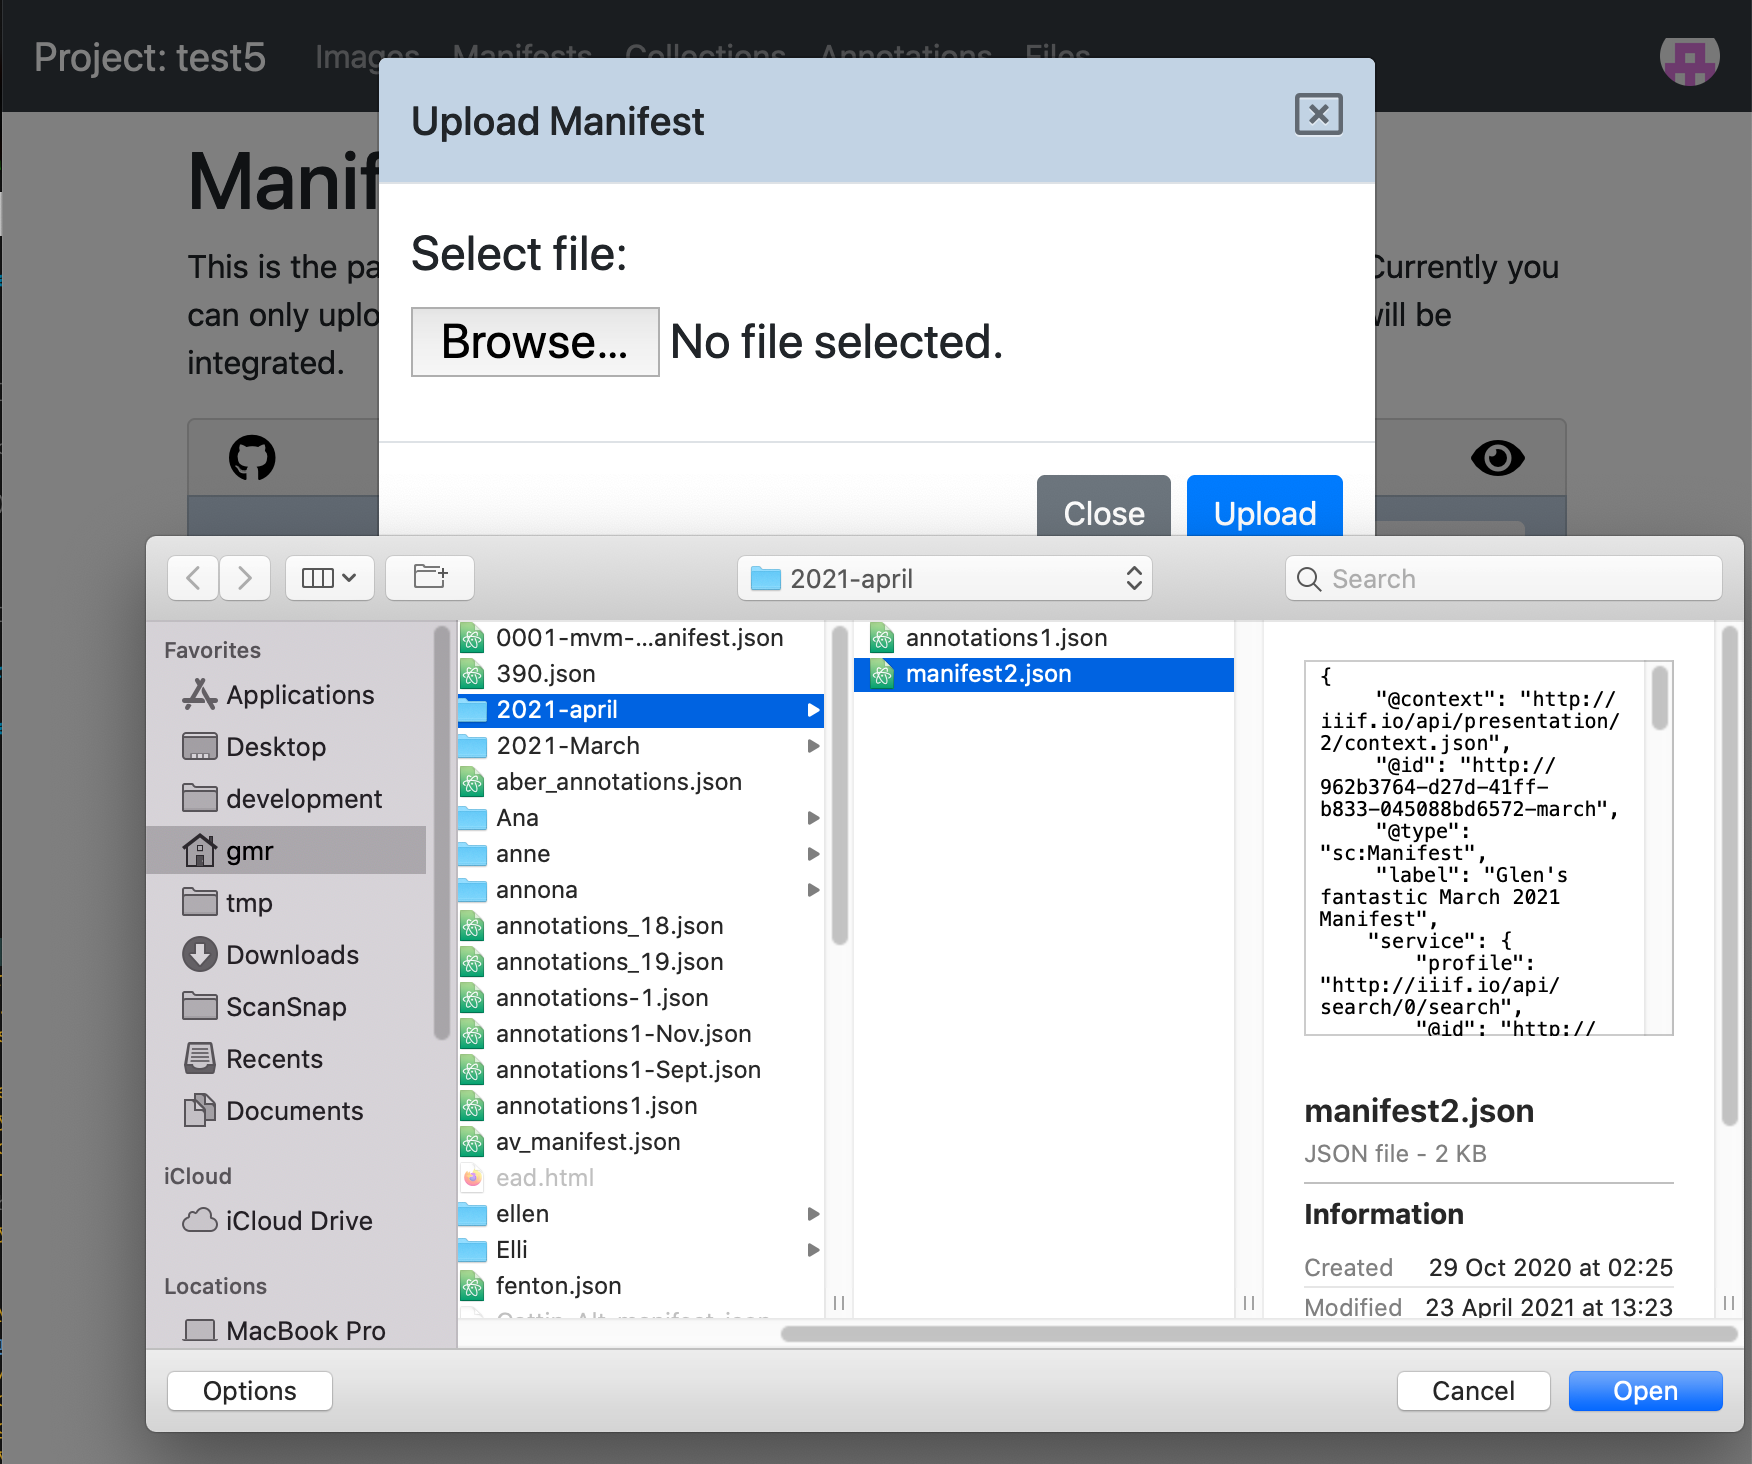 Project: test5 Images Manifests Collections Annotations Files
Upload Manifest
Manif
Select file:
This is the pa Currently you
can only uplo will be
integrated.
Browse... No file selected.
Close Upload
2021-april Search
Favorites
Applications
Desktop
development
gmr
tmp
Downloads
ScanSnap
Recents
Documents
iCloud
iCloud Drive
Locations
MacBook Pro
0001-mvm-...anifest.json
390.json
2021-april
2021-March
aber_annotations.json
Ana
anne
annona
annotations_18.json
annotations_19.json
annotations-1.json
annotations1-Nov.json
annotations1-Sept.json
annotations1.json
av_manifest.json
ead.html
ellen
Elli
fenton.json
annotations1.json
manifest2.json
{
"@context": "http://
iiif.io/api/presentation/
2/context.json",
"@id": "http://
962b3764-d27d-41ff-
b833-045088bd6572-march",
"@type":
"sc:Manifest",
"label": "Glen's
fantastic March 2021
Manifest",
"service": {
"profile":
"http://iiif.io/api/
search/0/search",
"@id": "http://
manifest2.json
JSON file - 2 KB
Information
Created 29 Oct 2020 at 02:25
Modified 23 April 2021 at 13:23
Options Cancel Open